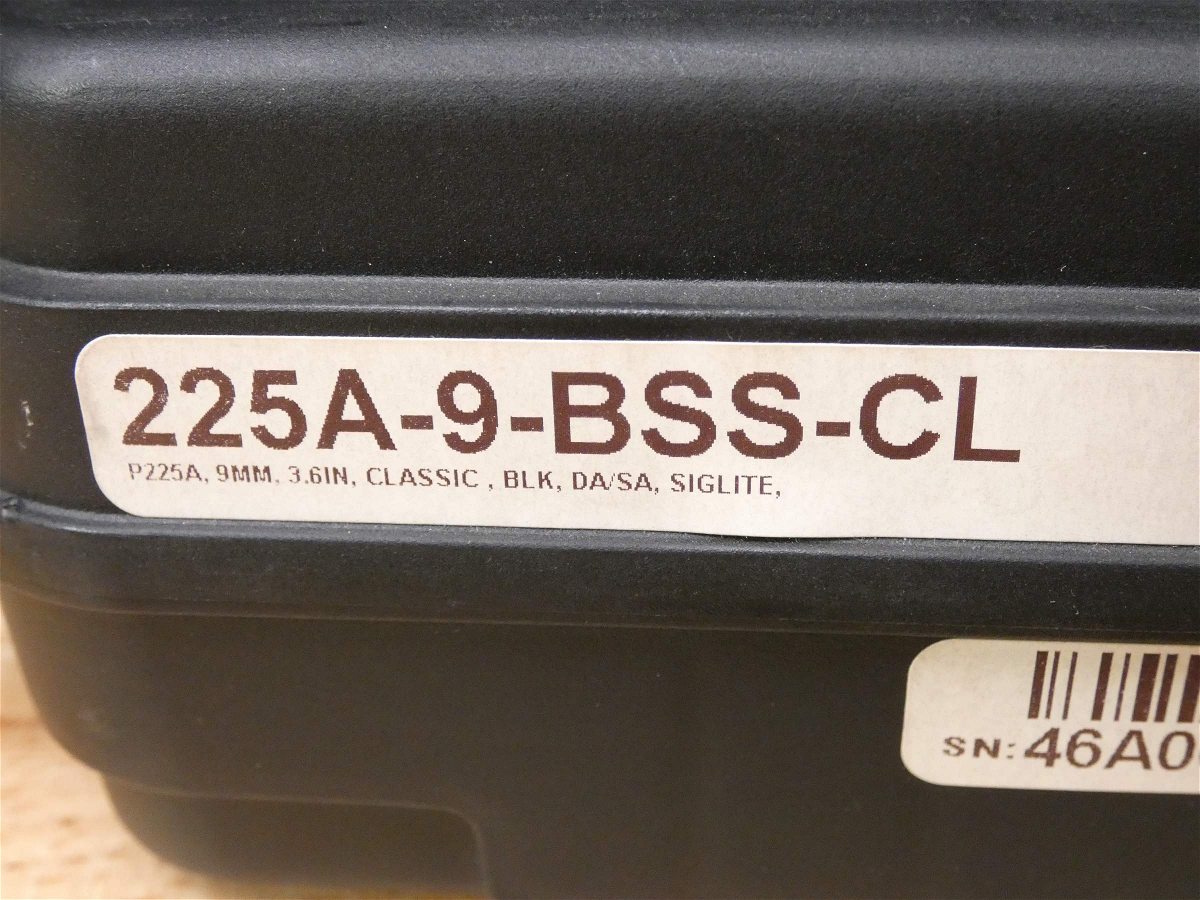 225A-9-BSS-CL
P225A, 9MM, 3.6IN, CLASSIC , BLK, DA/SA, SIGLITE,
SN: 46A0